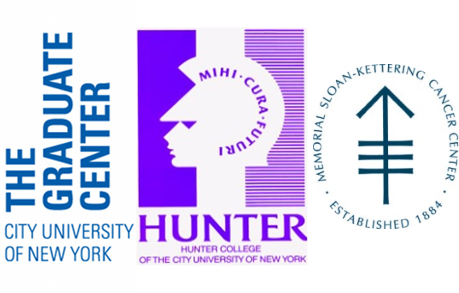 THE
GRADUATE
CENTER
CITY UNIVERSITY
OF NEW YORK
MIHI·CURA·FUTURI
HUNTER
HUNTER COLLEGE
OF THE CITY UNIVERSITY OF NEW YORK
MEMORIAL SLOAN-KETTERING CANCER CENTER
· ESTABLISHED 1884 ·